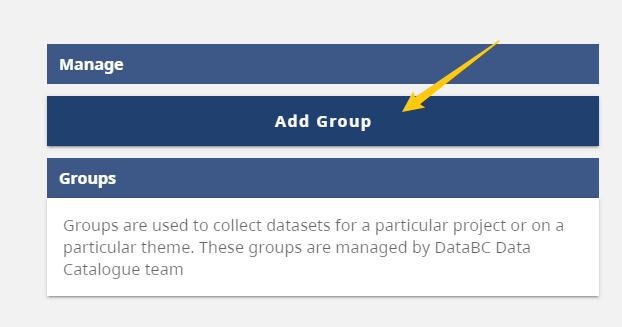 Manage
Add Group
Groups
Groups are used to collect datasets for a particular project or on a
particular theme. These groups are managed by DataBC Data
Catalogue team